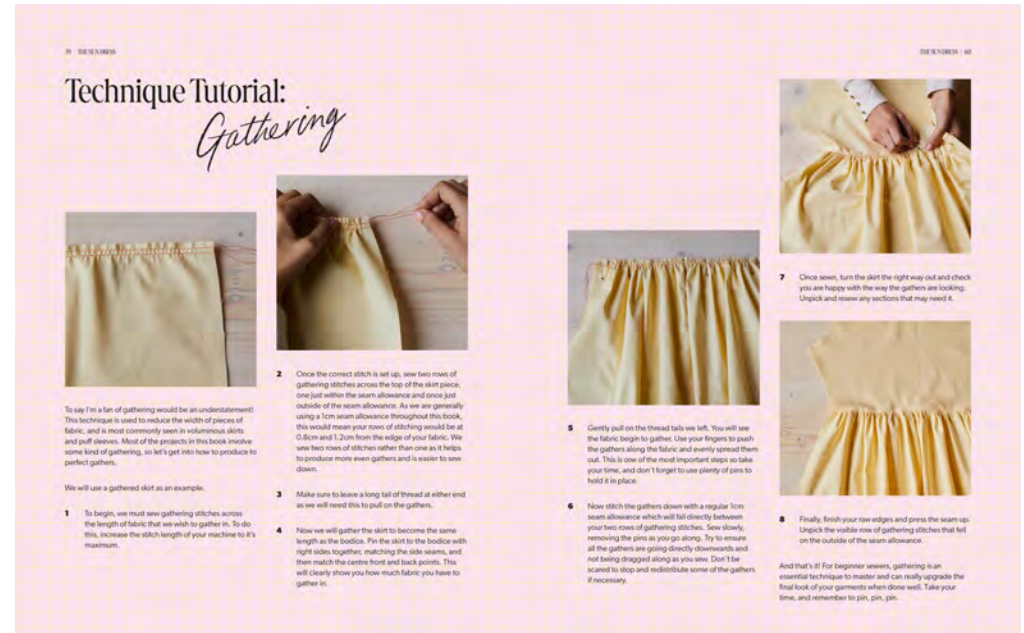 THE SUN DRESS
THE SUN DRESS | 60
Technique Tutorial:
Gathering
To say I'm a fan of gathering would be an understatement!
This technique is used to reduce the width of pieces of
fabric, and is most commonly seen in voluminous skirts
and puff sleeves. Most of the projects in this book involve
some kind of gathering, so let's get into how to produce to
perfect gathers.
We will use a gathered skirt as an example.
1 To begin, we must sew gathering stitches across
the length of fabric that we wish to gather in. To do
this, increase the stitch length of your machine to it's
maximum.
2 Once the correct stitch is set up, sew two rows of
gathering stitches across the top of the skirt piece,
one just within the seam allowance and once just
outside of the seam allowance. As we are generally
using a 1cm seam allowance throughout this book,
this would mean your rows of stitching would be at
0.8cm and 1.2cm from the edge of your fabric. We
sew two rows of stitches rather than one as it helps
to produce more even gathers and is easier to sew
down.
3 Make sure to leave a long tail of thread at either end
as we will need this to pull on the gathers.
4 Now we will gather the skirt to become the same
length as the bodice. Pin the skirt to the bodice with
right sides together, matching the side seams, and
then match the centre front and back points. This
will clearly show you how much fabric you have to
gather in.
5 Gently pull on the thread tails we left. You will see
the fabric begin to gather. Use your fingers to push
the gathers along the fabric and evenly spread them
out. This is one of the most important steps so take
your time, and don't forget to use plenty of pins to
hold it in place.
6 Now stitch the gathers down with a regular 1cm
seam allowance which will fall directly between
your two rows of gathering stitches. Sew slowly,
removing the pins as you go along. Try to ensure
all the gathers are going directly downwards and
not being dragged along as you sew. Don't be
scared to stop and redistribute some of the gathers
if necessary.
7 Once sewn, turn the skirt the right way out and check
you are happy with the way the gathers are looking.
Unpick and resew any sections that may need it.
8 Finally, finish your raw edges and press the seam up.
Unpick the visible row of gathering stitches that fell
on the outside of the seam allowance.
And that's it! For beginner sewers, gathering is an
essential technique to master and can really upgrade the
final look of your garments when done well. Take your
time, and remember to pin, pin, pin.